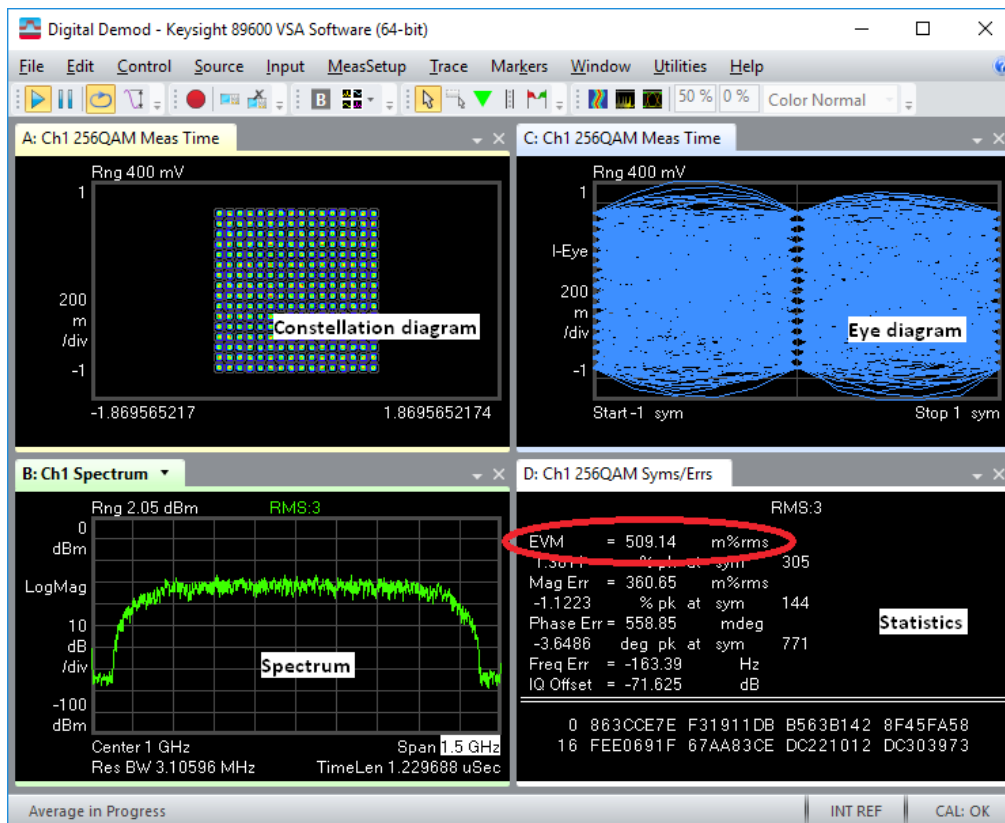 Digital Demod - Keysight 89600 VSA Software (64-bit)
File Edit Control Source Input MeasSetup Trace Markers Window Utilities Help
B 50 % 0 % Color Normal
A: Ch1 256QAM Meas Time
Rng 400 mV
1
200
m
/div
-1
Constellation diagram
-1.869565217 1.8695652174
C: Ch1 256QAM Meas Time
Rng 400 mV
1
I-Eye
200
m
/div
-1
Eye diagram
Start -1 sym Stop 1 sym
B: Ch1 Spectrum
Rng 2.05 dBm RMS:3
0
dBm
LogMag
10
dB
/div
-100
dBm
Spectrum
Center 1 GHz Span 1.5 GHz
Res BW 3.10596 MHz TimeLen 1.229688 uSec
D: Ch1 256QAM Syms/Errs
RMS:3
EVM = 509.14 m%rms
% pk at sym 305
Mag Err = 360.65 m%rms
-1.1223 % pk at sym 144
Phase Err = 558.85 mdeg
-3.6486 deg pk at sym 771
Freq Err = -163.39 Hz
IQ Offset = -71.625 dB
Statistics
0 863CCE7E F31911DB B563B142 8F45FA58
16 FEE0691F 67AA83CE DC221012 DC303973
Average in Progress INT REF CAL: OK